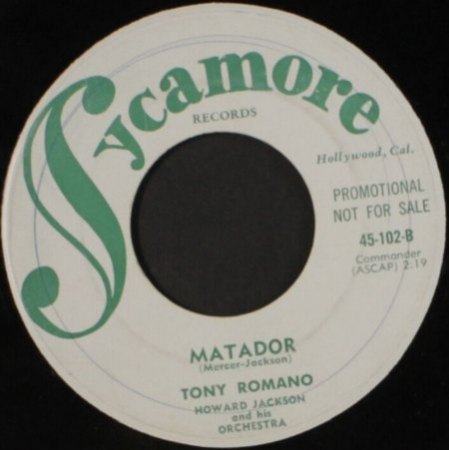 Sycamore
RECORDS
Hollywood, Cal.
PROMOTIONAL
NOT FOR SALE
45-102-B
Commander
(ASCAP) 2:19
MATADOR
(Mercer-Jackson)
TONY ROMANO
HOWARD JACKSON
and his
ORCHESTRA